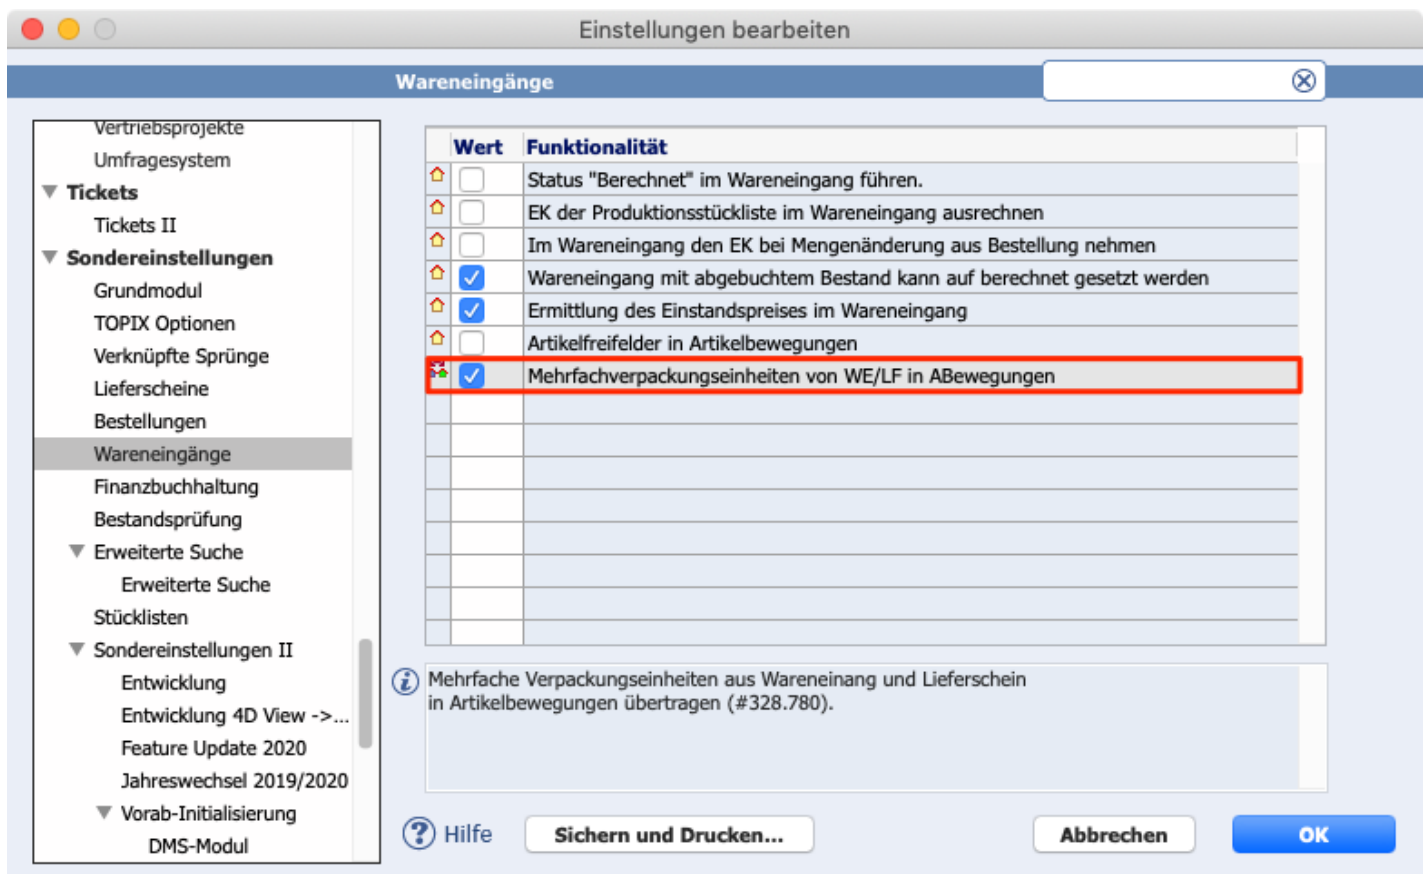 Einstellungen bearbeiten
Wareneingänge
Vertriebsprojekte
Umfragesystem
Tickets
Tickets II
Sondereinstellungen
Grundmodul
TOPIX Optionen
Verknüpfte Sprünge
Lieferscheine
Bestellungen
Wareneingänge
Finanzbuchhaltung
Bestandsprüfung
Erweiterte Suche
Erweiterte Suche
Stücklisten
Sondereinstellungen II
Entwicklung
Entwicklung 4D View ->...
Feature Update 2020
Jahreswechsel 2019/2020
Vorab-Initialisierung
DMS-Modul
Wert Funktionalität
Status "Berechnet" im Wareneingang führen.
EK der Produktionsstückliste im Wareneingang ausrechnen
Im Wareneingang den EK bei Mengenänderung aus Bestellung nehmen
Wareneingang mit abgebuchtem Bestand kann auf berechnet gesetzt werden
Ermittlung des Einstandspreises im Wareneingang
Artikelfreifelder in Artikelbewegungen
Mehrfachverpackungseinheiten von WE/LF in ABewegungen
Mehrfache Verpackungseinheiten aus Wareneinang und Lieferschein
in Artikelbewegungen übertragen (#328.780).
? Hilfe
Sichern und Drucken...
Abbrechen
OK